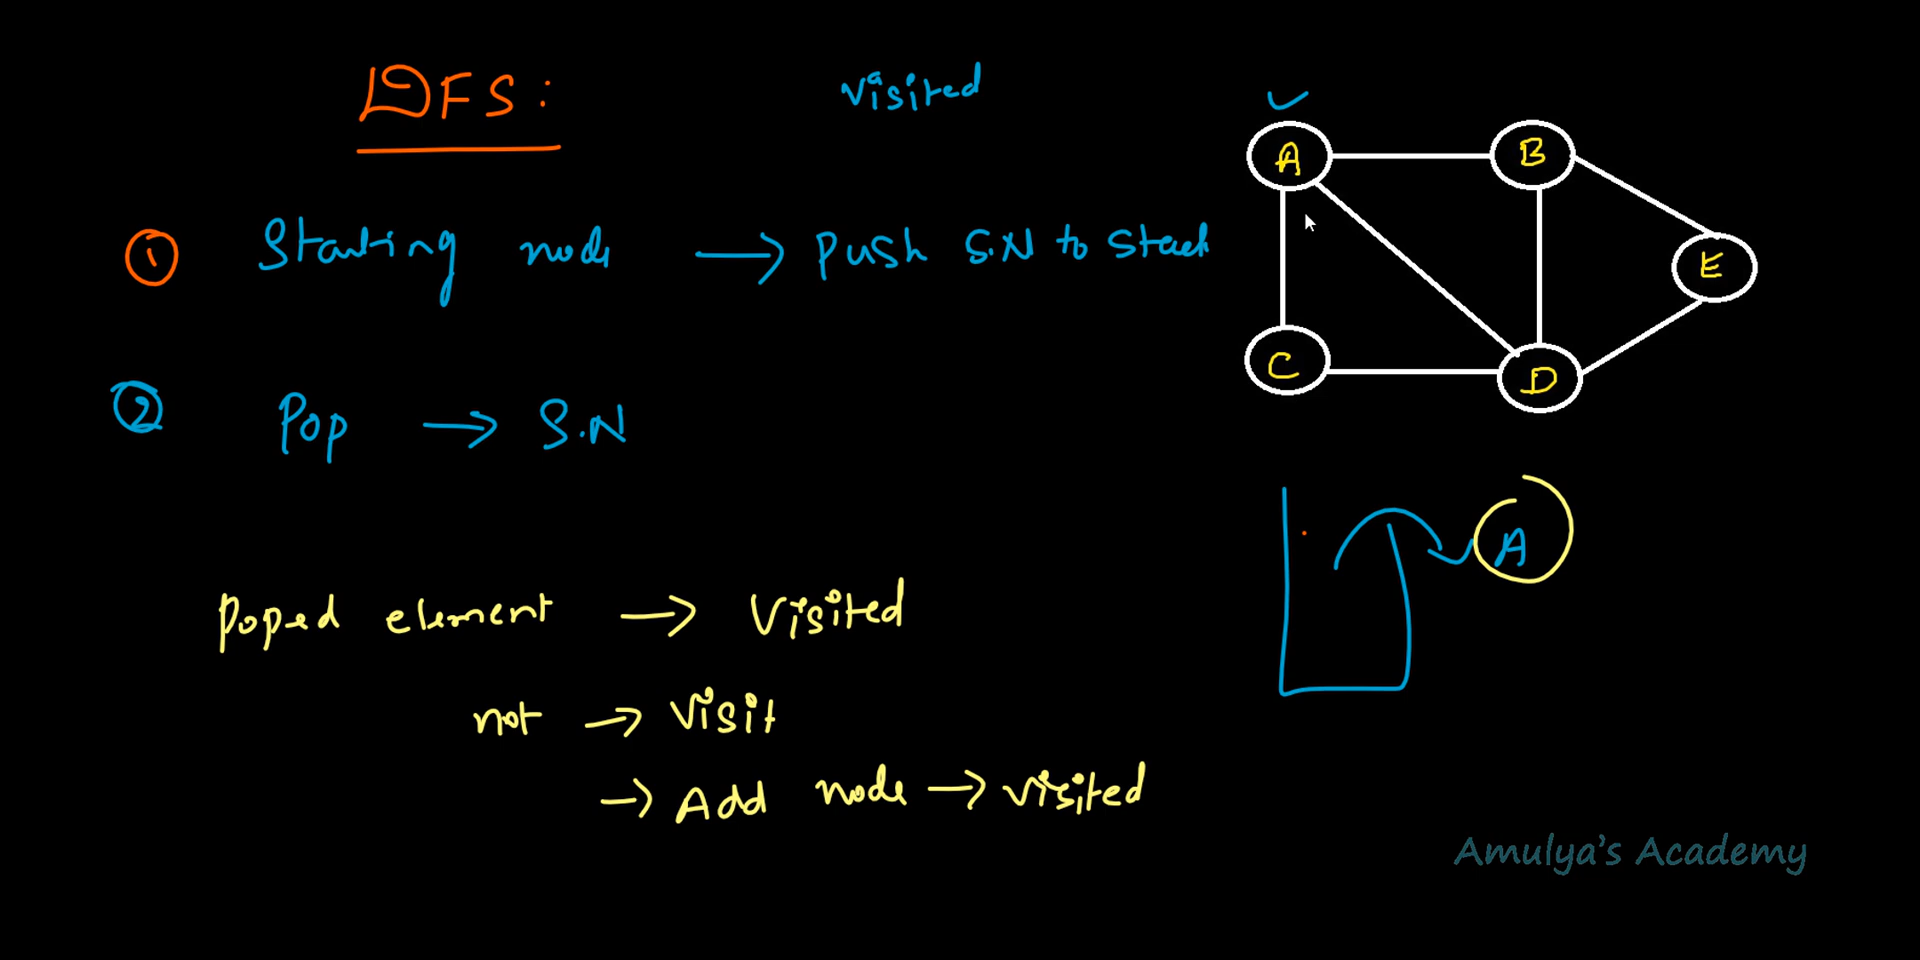 DFS:
visited
① Starting node → push S.N to Stack
② Pop → S.N
Poped element → Visited
not → Visit
→ Add node → visited
A
B
E
C
D
A
Amulya's Academy